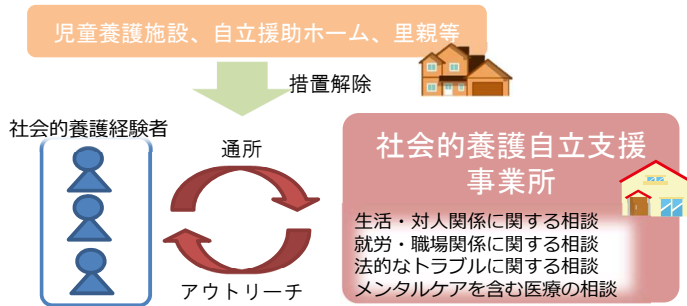 児童養護施設、自立援助ホーム、里親等
措置解除
社会的養護経験者
通所
アウトリーチ
社会的養護自立支援
事業所
生活・対人関係に関する相談
就労・職場関係に関する相談
法的なトラブルに関する相談
メンタルケアを含む医療の相談